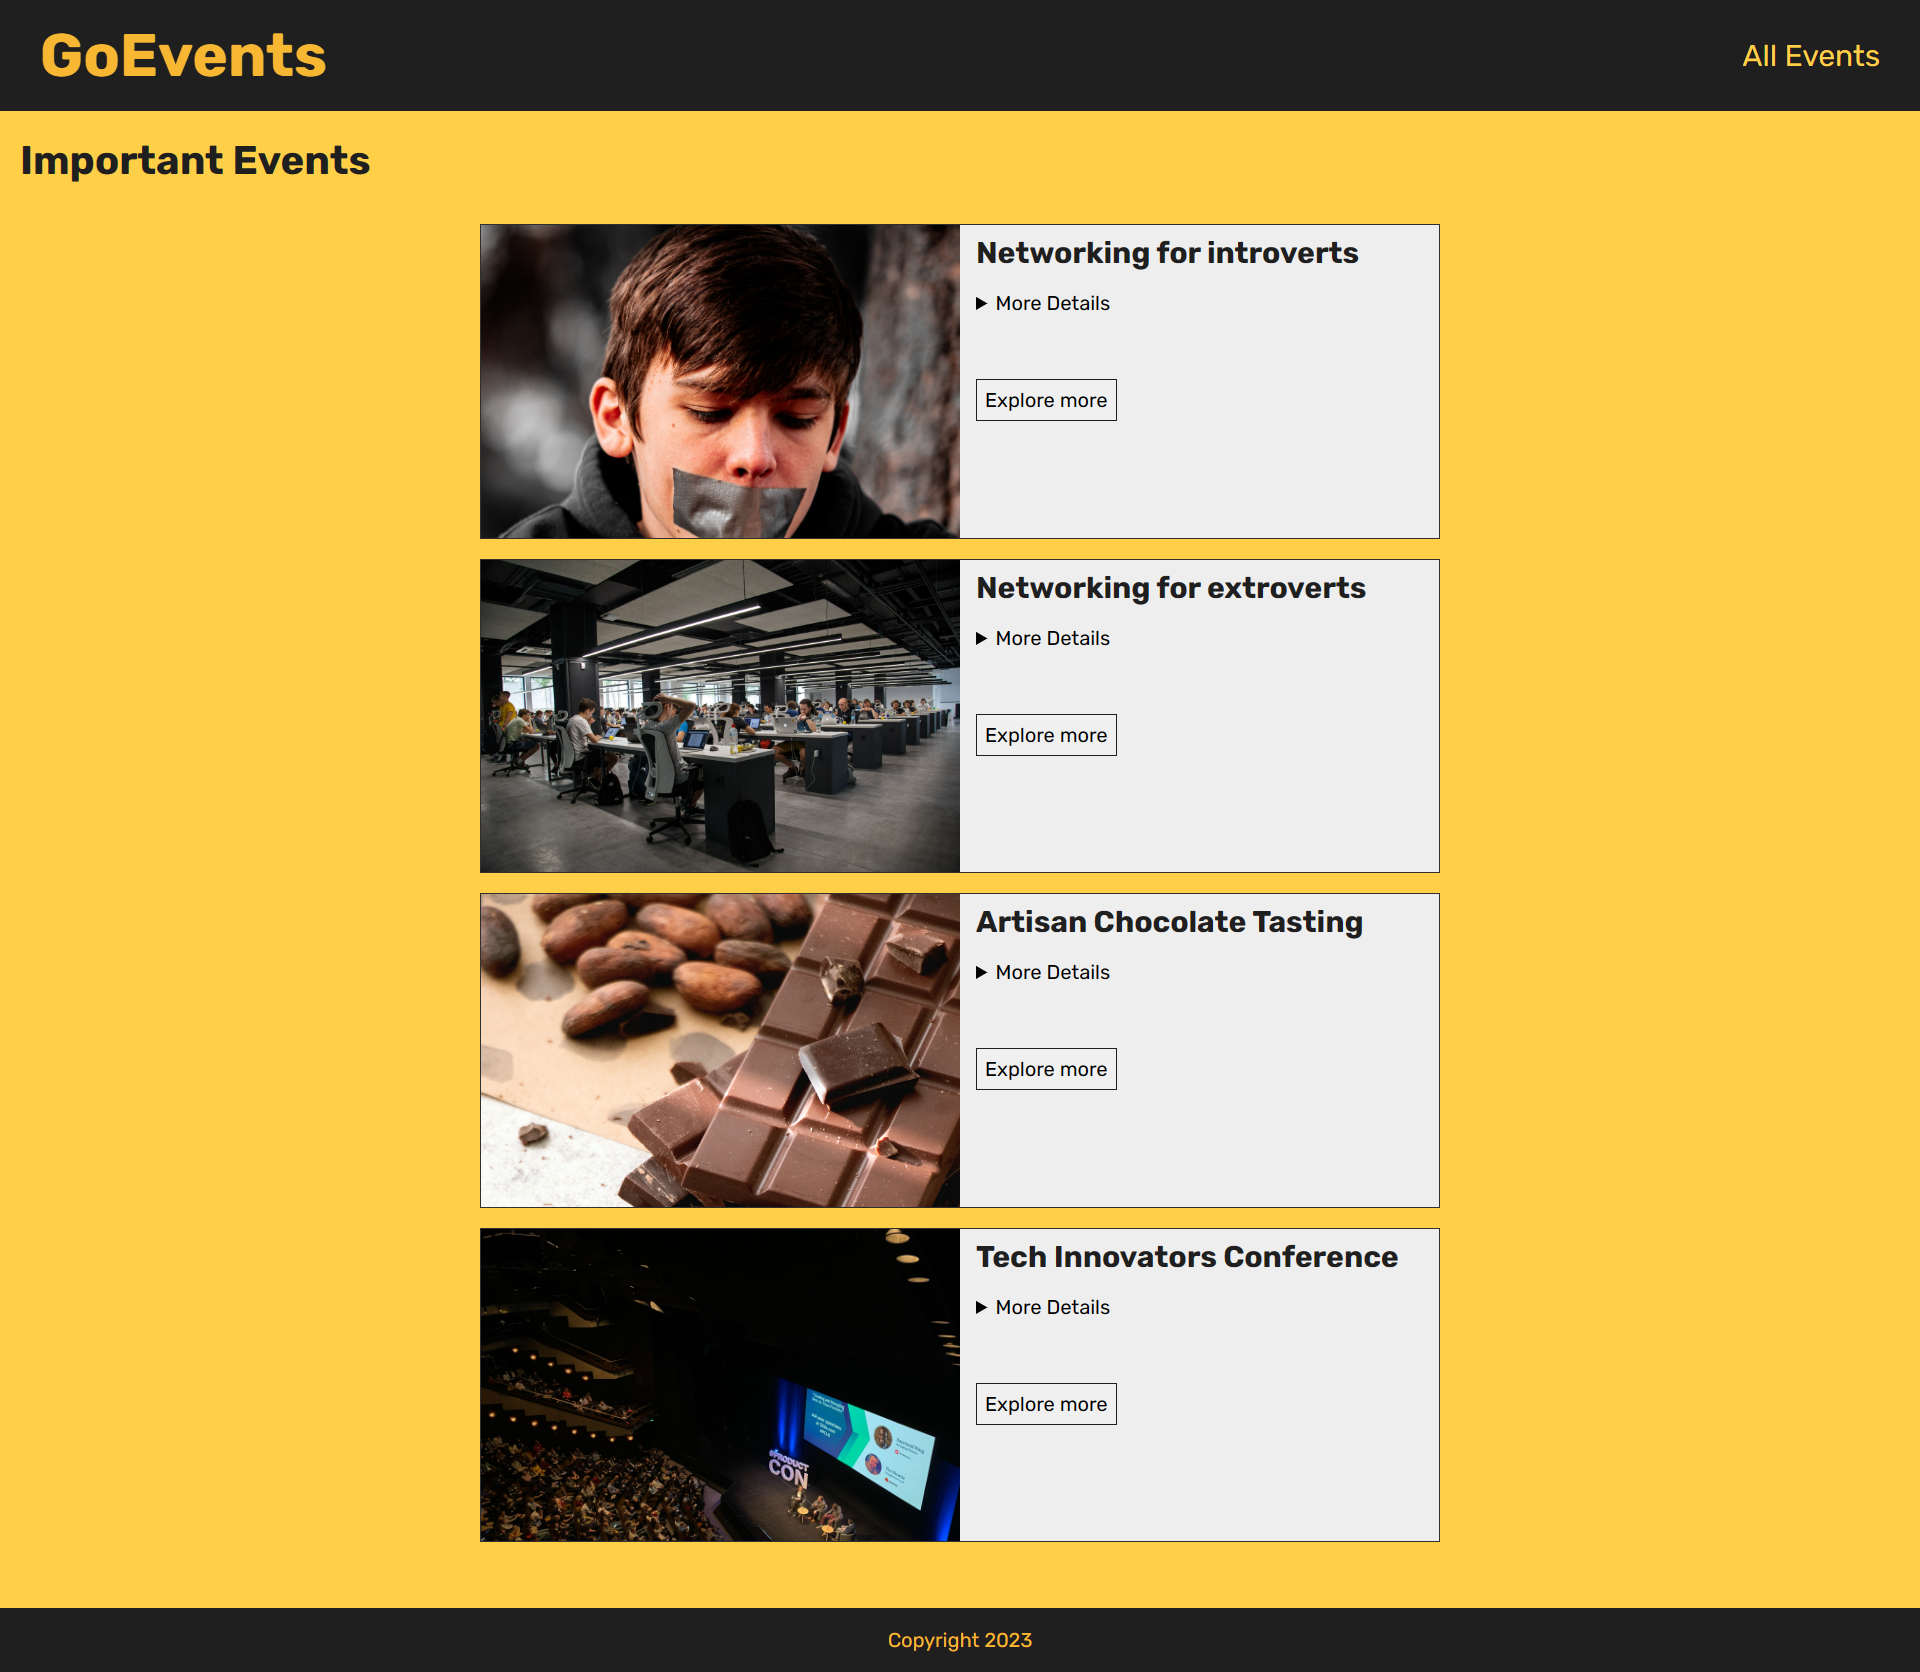 GoEvents
All Events
Important Events
Networking for introverts
More Details
Explore more
Networking for extroverts
More Details
Explore more
Artisan Chocolate Tasting
More Details
Explore more
Tech Innovators Conference
More Details
Explore more
#PRODUCT
CON
Copyright 2023